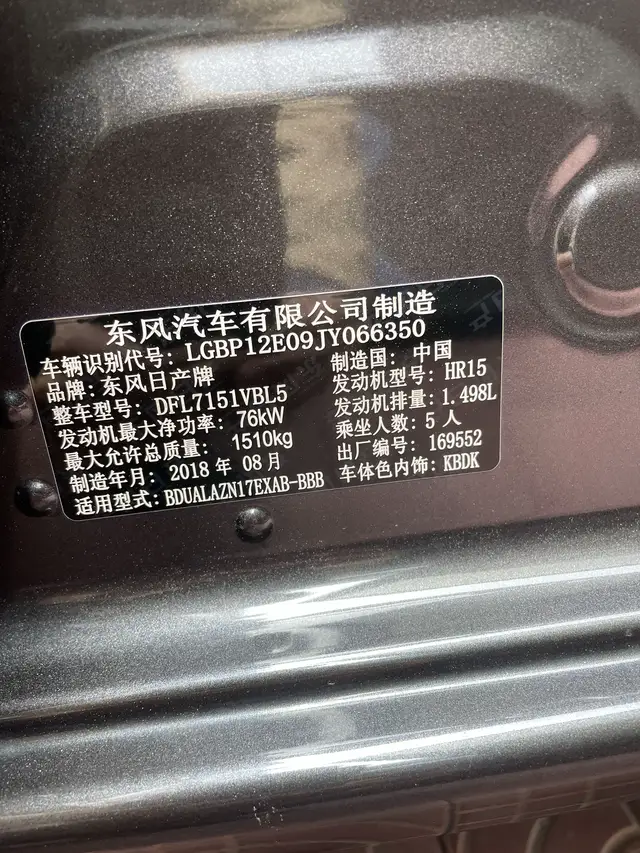 东风汽车有限公司制造
车辆识别代号: LGBP12E09JY066350
品牌: 东风日产牌 制造国: 中国
整车型号: DFL7151VBL5 发动机型号: HR15
发动机最大净功率: 76kW 发动机排量: 1.498L
最大允许总质量: 1510kg 乘坐人数: 5 人
制造年月: 2018 年 08 月 出厂编号: 169552
适用型式: BDUALAZN17EXAB-BBB 车体色内饰: KBDK